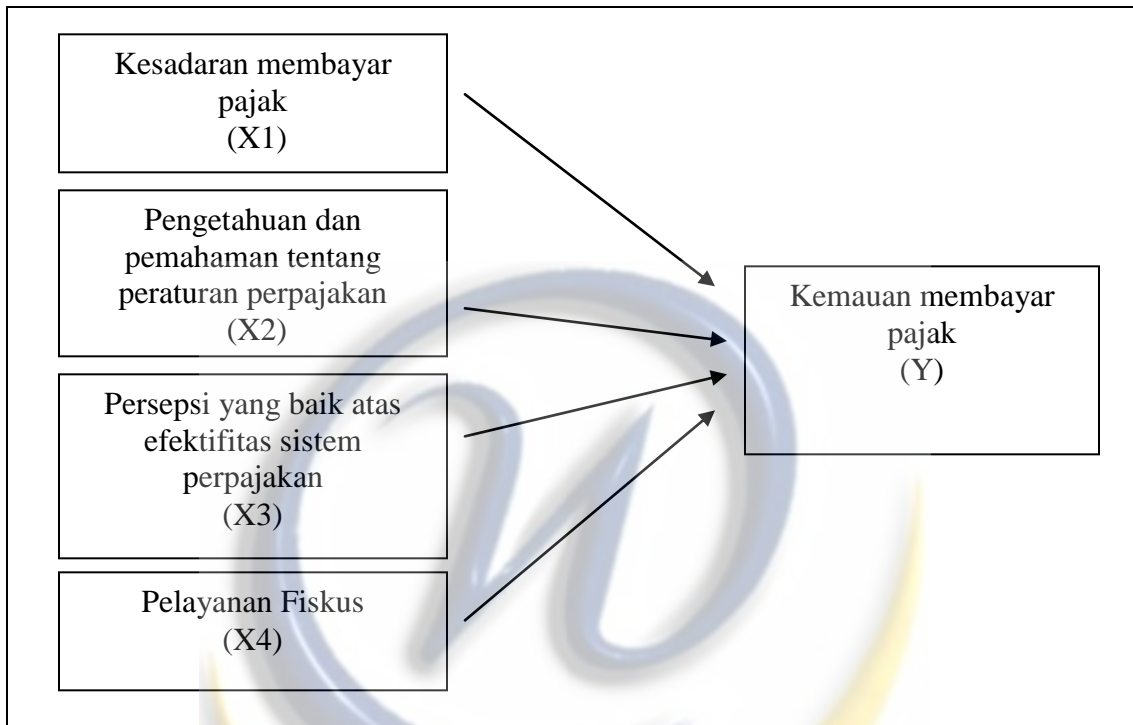 Kesadaran membayar
pajak
(X1)
Pengetahuan dan
pemahaman tentang
peraturan perpajakan
(X2)
Persepsi yang baik atas
efektifitas sistem
perpajakan
(X3)
Pelayanan Fiskus
(X4)
Kemauan membayar
pajak
(Y)